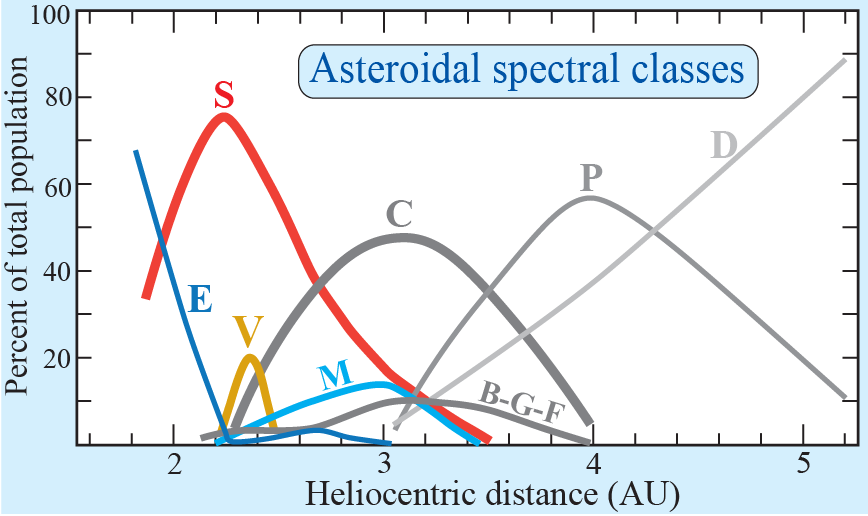 100
80
60
40
20
Percent of total population
Asteroidal spectral classes
S
E
V
C
M
P
D
B-G-F
2
3
4
5
Heliocentric distance (AU)